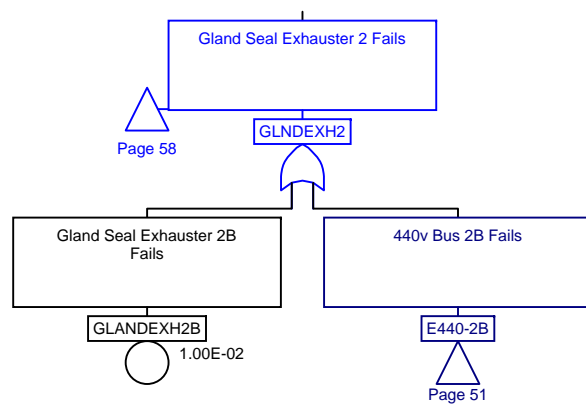 Gland Seal Exhauster 2 Fails
Page 58
GLNDEXH2
Gland Seal Exhauster 2B
Fails
440v Bus 2B Fails
GLANDEXH2B
E440-2B
1.00E-02
Page 51